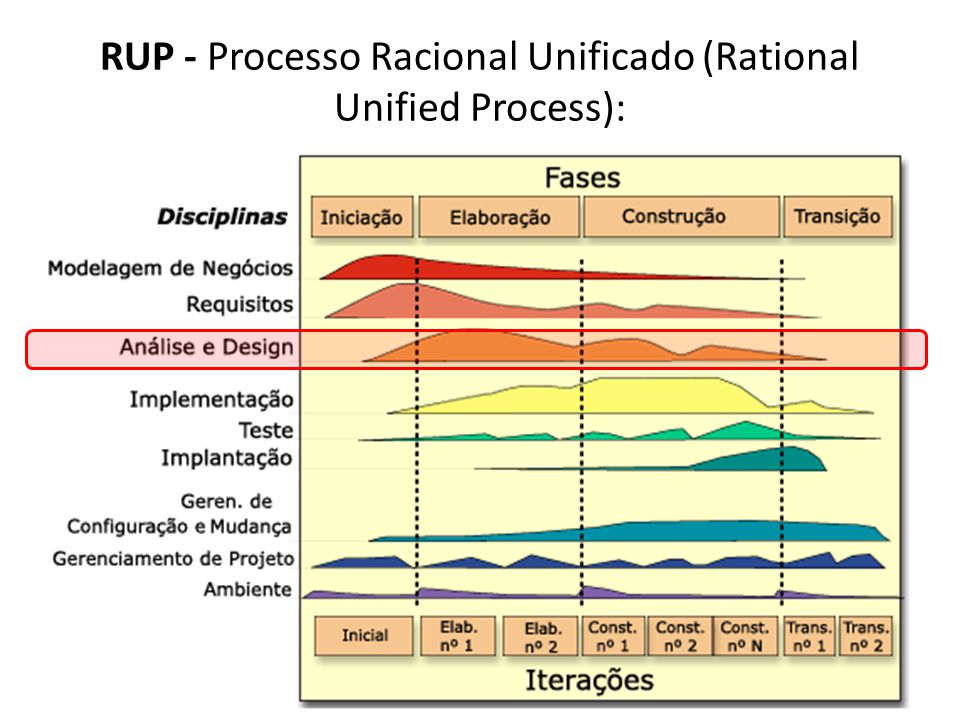 RUP - Processo Racional Unificado (Rational
Unified Process):
Fases
Disciplinas
Iniciação
Elaboração
Construção
Transição
Modelagem de Negócios
Requisitos
Análise e Design
Implementação
Teste
Implantação
Geren. de
Configuração e Mudança
Gerenciamento de Projeto
Ambiente
Inicial
Elab.
nº 1
Elab.
nº 2
Const.
nº 1
Const.
nº 2
Const.
nº N
Trans.
nº 1
Trans.
nº 2
Iterações